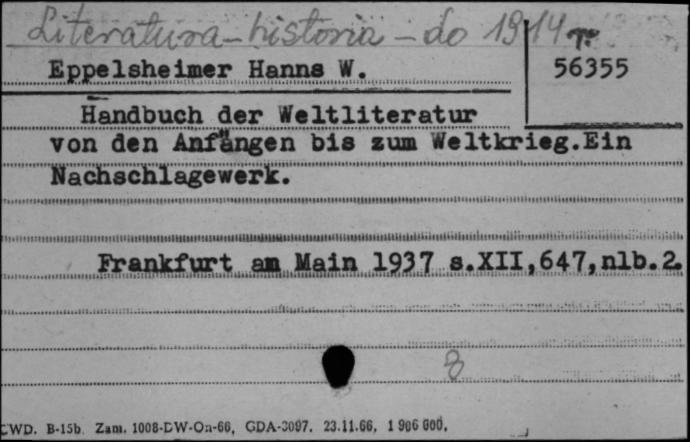 Literatura - historia - do 1914 r.
Eppelsheimer Hanns W.
56355
Handbuch der Weltliteratur
von den Anfängen bis zum Weltkrieg.Ein
Nachschlagewerk.
Frankfurt am Main 1937 s.XII,647,nlb.2.
8
CWD. B-15b. Zam. 1008-DW-On-66, GDA-3097. 23.11.66, 1 906 000.